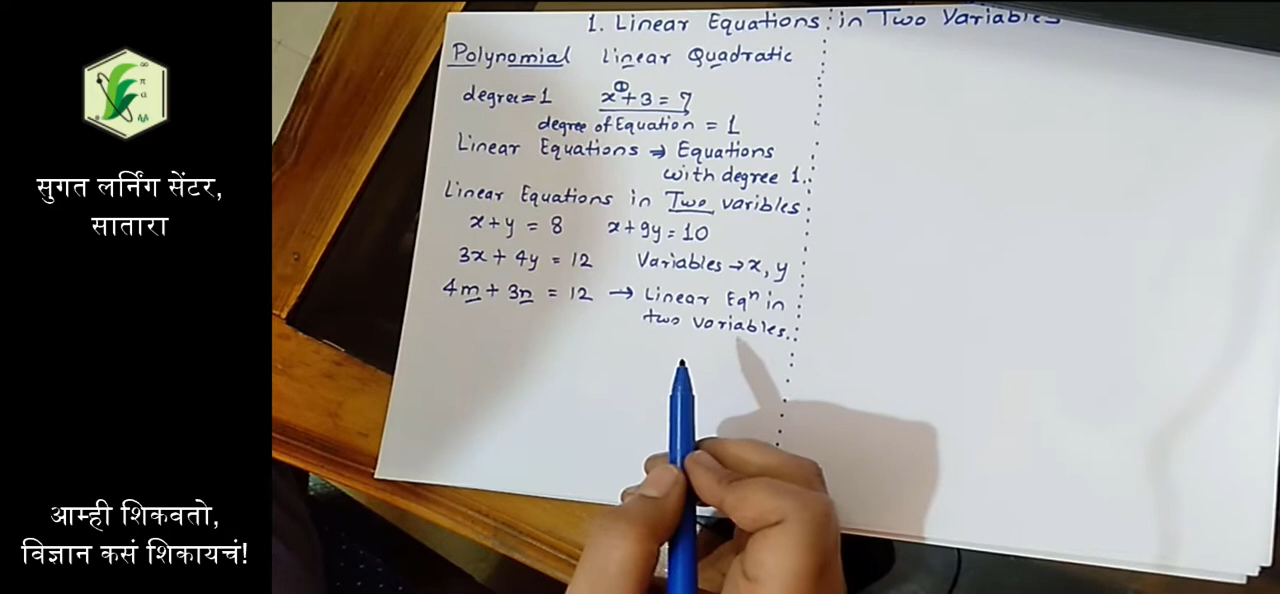 सुगत लर्निंग सेंटर,
सातारा
आम्ही शिकवतो,
विज्ञान कसं शिकायचं!
1. Linear Equations in Two Variables
Polynomial Linear Quadratic
degree=1 x^① + 3 = 7
degree of Equation = 1
Linear Equations ⇒ Equations
with degree 1.
Linear Equations in Two varibles
x+y = 8 x+9y=10
3x + 4y = 12 Variables → x, y
4m + 3n = 12 → Linear Eqⁿ in
two variables.